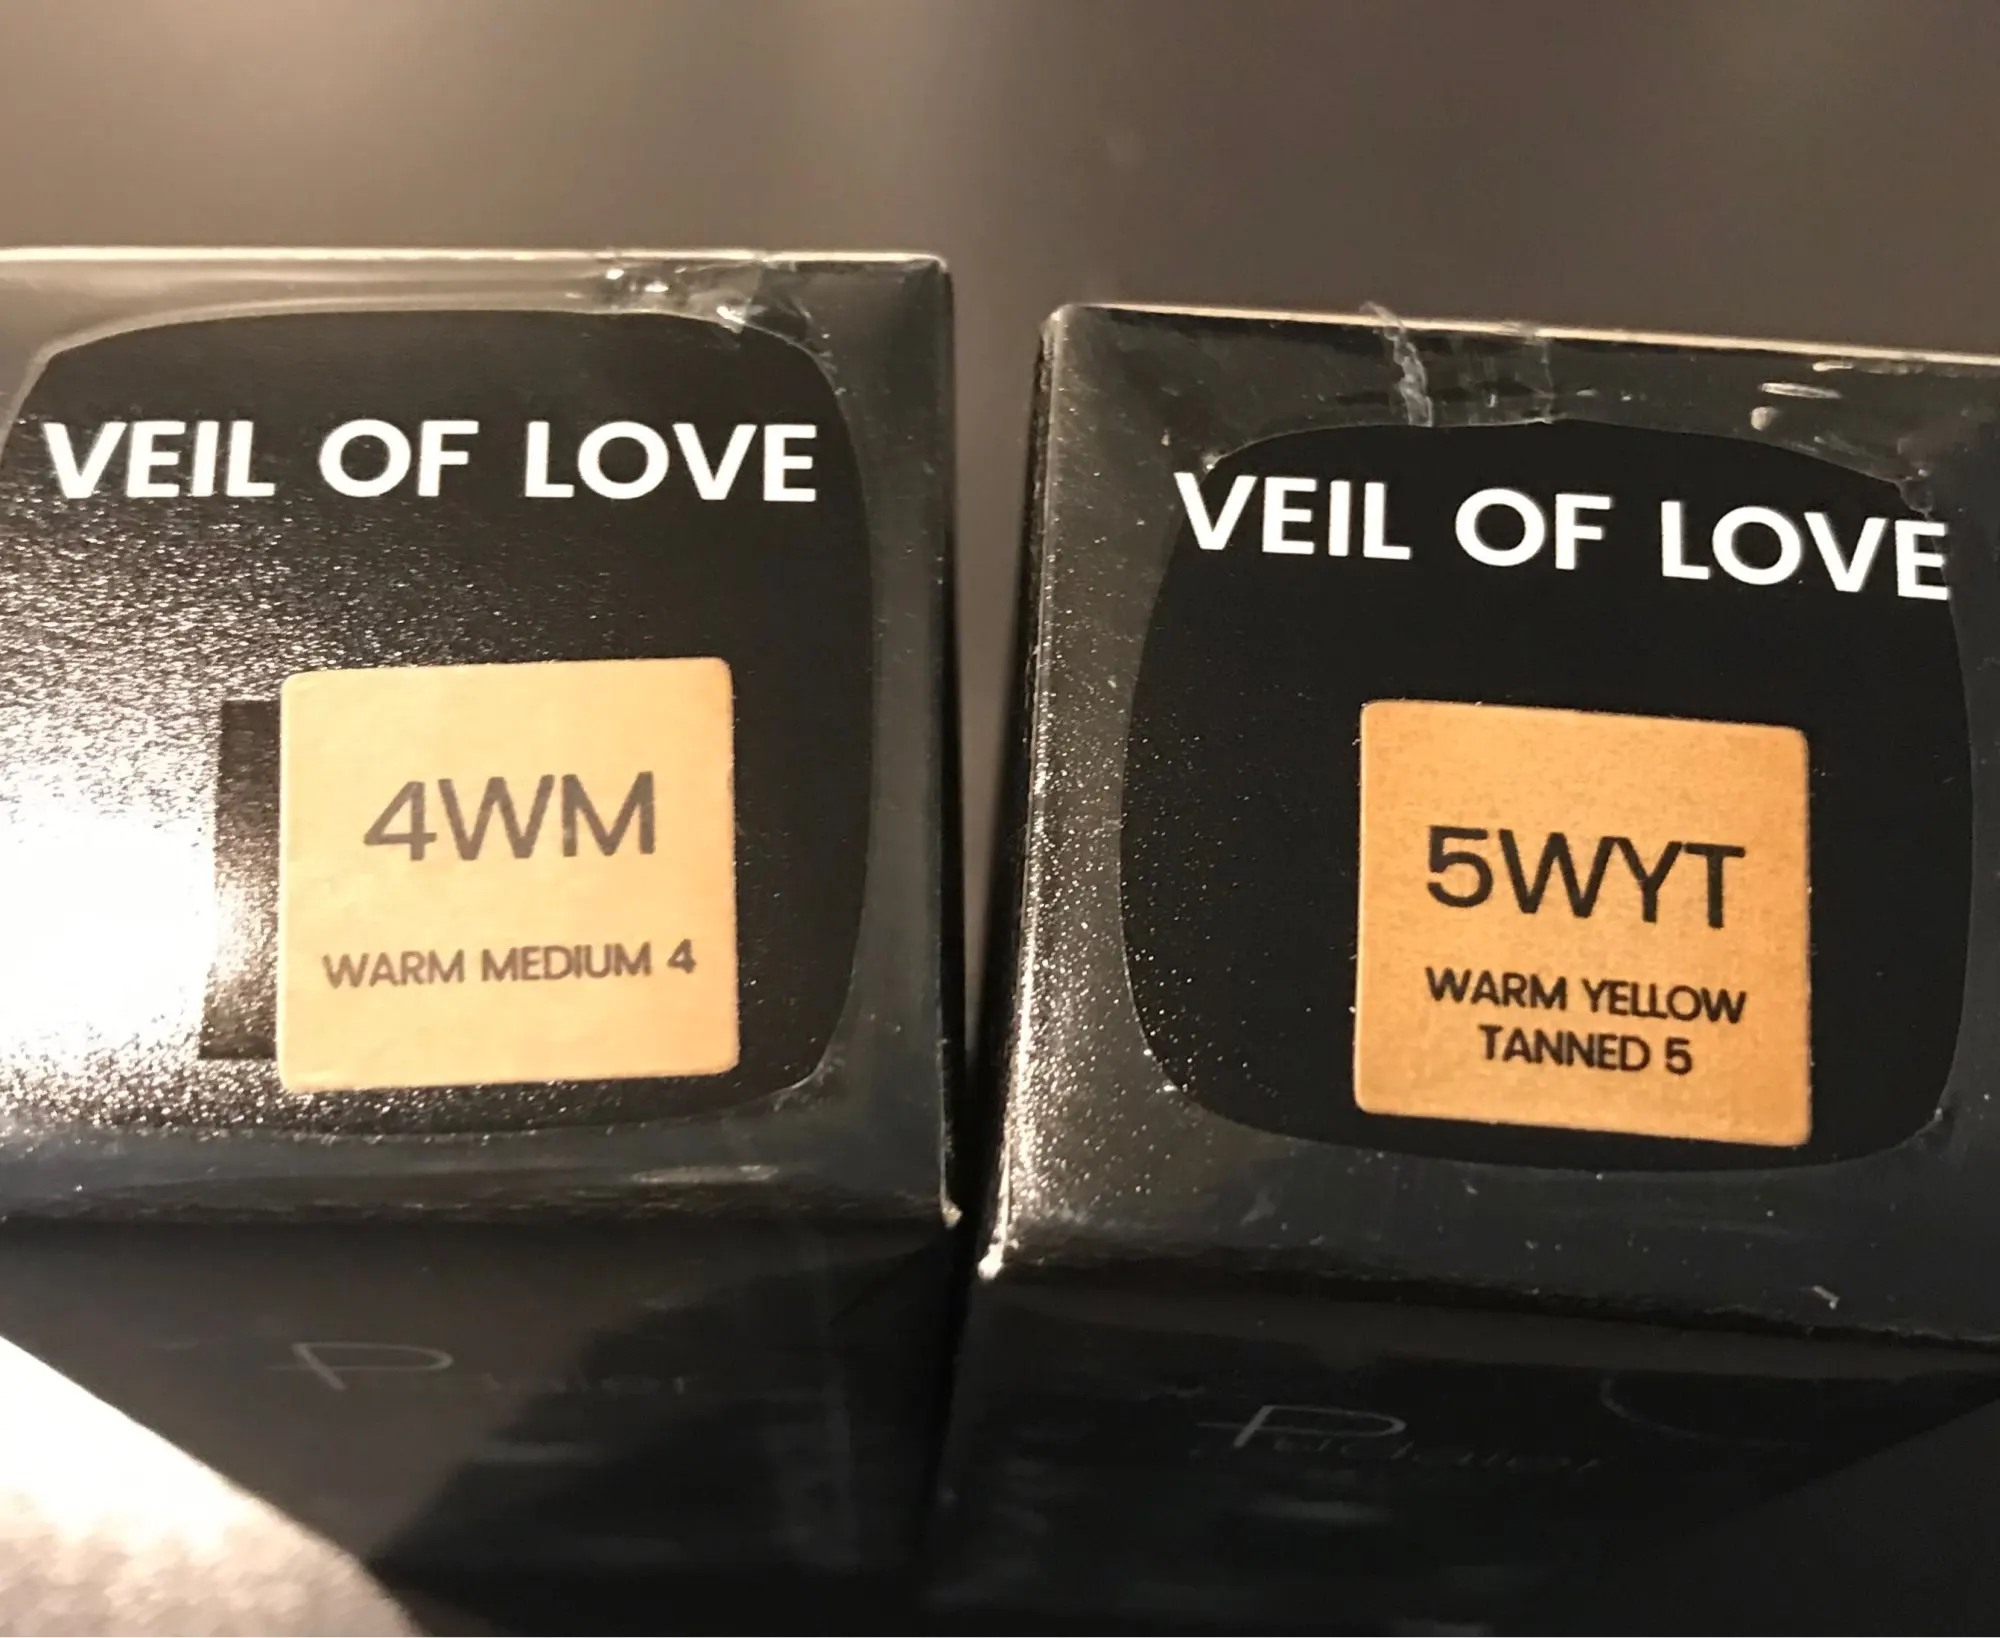 VEIL OF LOVE
4WM
WARM MEDIUM 4
VEIL OF LOVE
5WYT
WARM YELLOW
TANNED 5